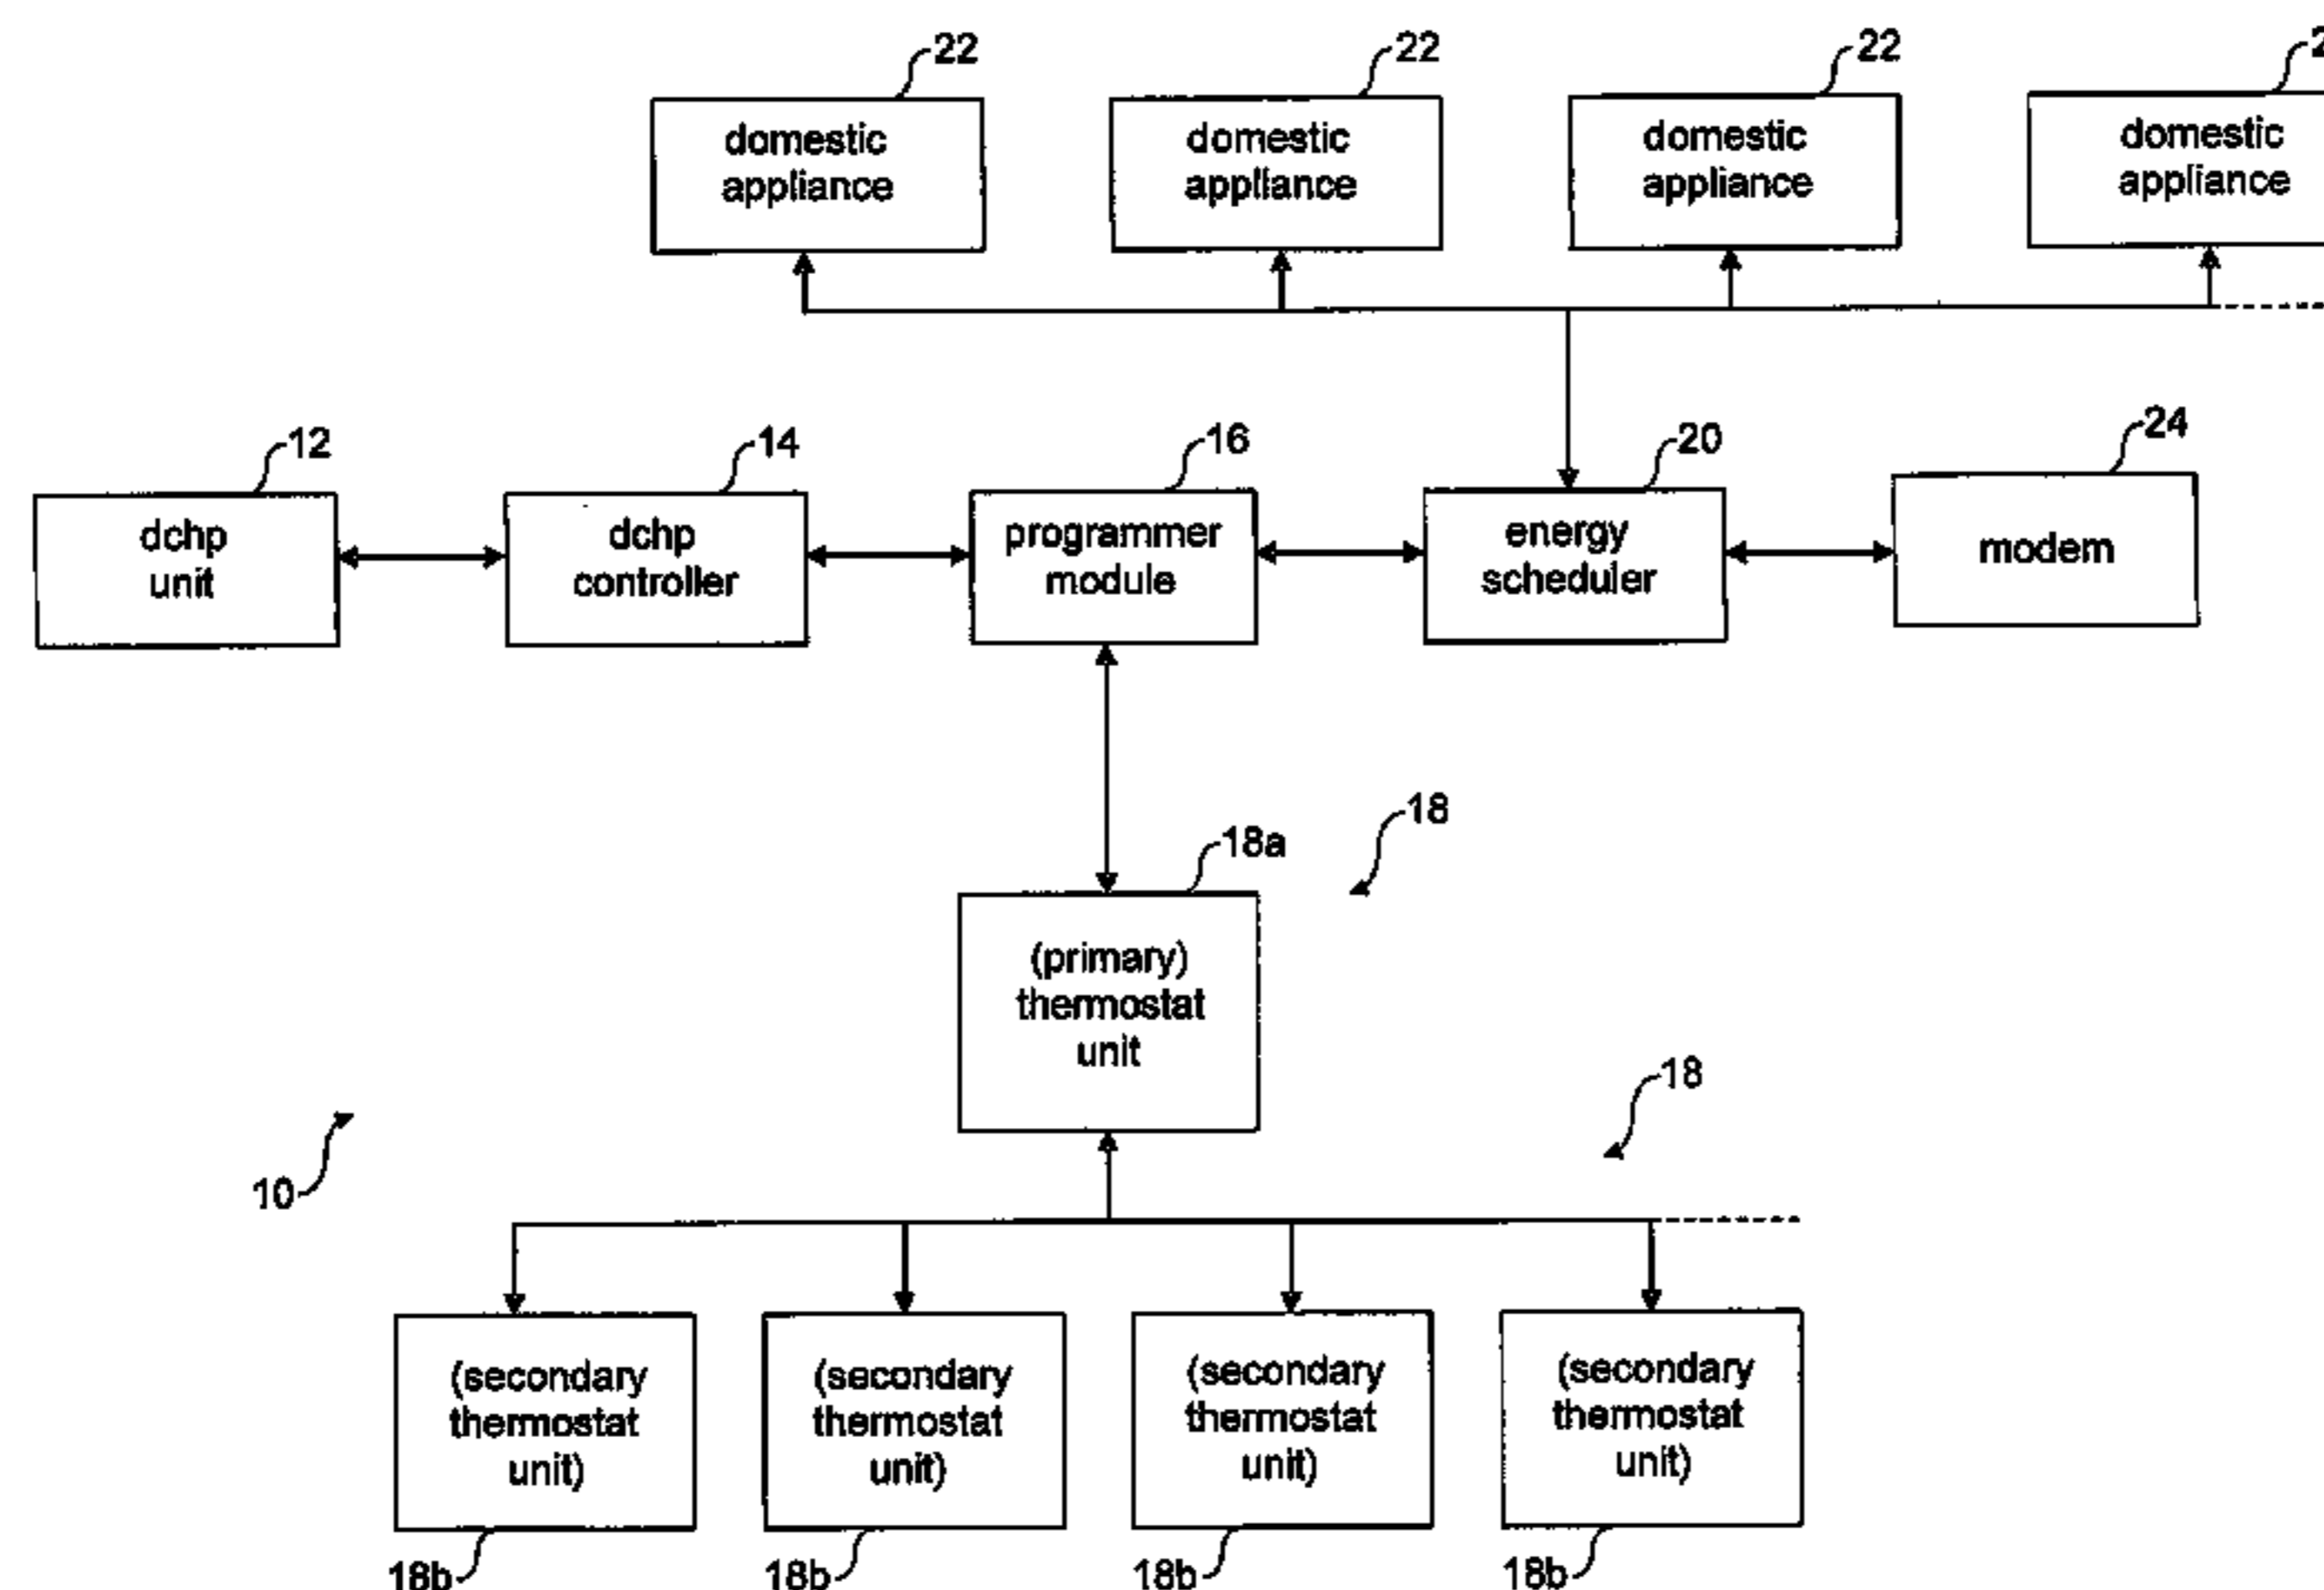 22
22
22
domestic
appliance
domestic
appliance
domestic
appliance
domestic
appliance
12
14
16
20
24
dchp
unit
dchp
controller
programmer
module
energy
scheduler
modem
18
18a
(primary)
thermostat
unit
18
10
(secondary
thermostat
unit)
(secondary
thermostat
unit)
(secondary
thermostat
unit)
(secondary
thermostat
unit)
18b
18b
18b
18b